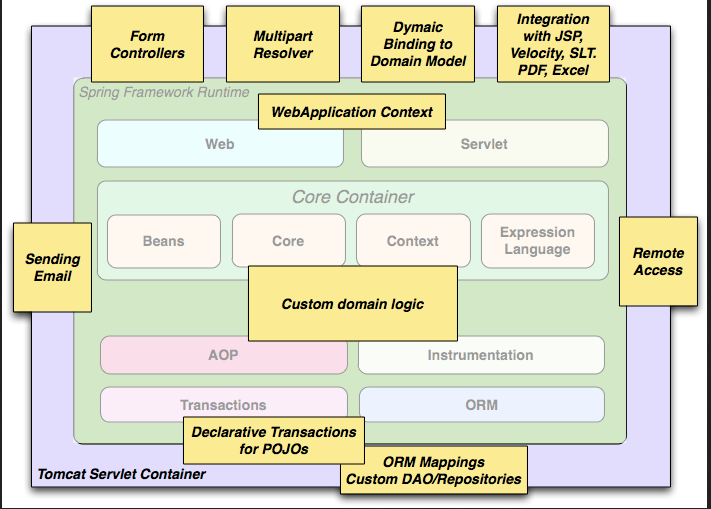 Form
Controllers
Multipart
Resolver
Dymaic
Binding to
Domain Model
Integration
with JSP,
Velocity, SLT.
PDF, Excel
Spring Framework Runtime
WebApplication Context
Web
Servlet
Core Container
Beans
Core
Context
Expression
Language
Sending
Email
Remote
Access
Custom domain logic
AOP
Instrumentation
Transactions
ORM
Declarative Transactions
for POJOs
ORM Mappings
Custom DAO/Repositories
Tomcat Servlet Container